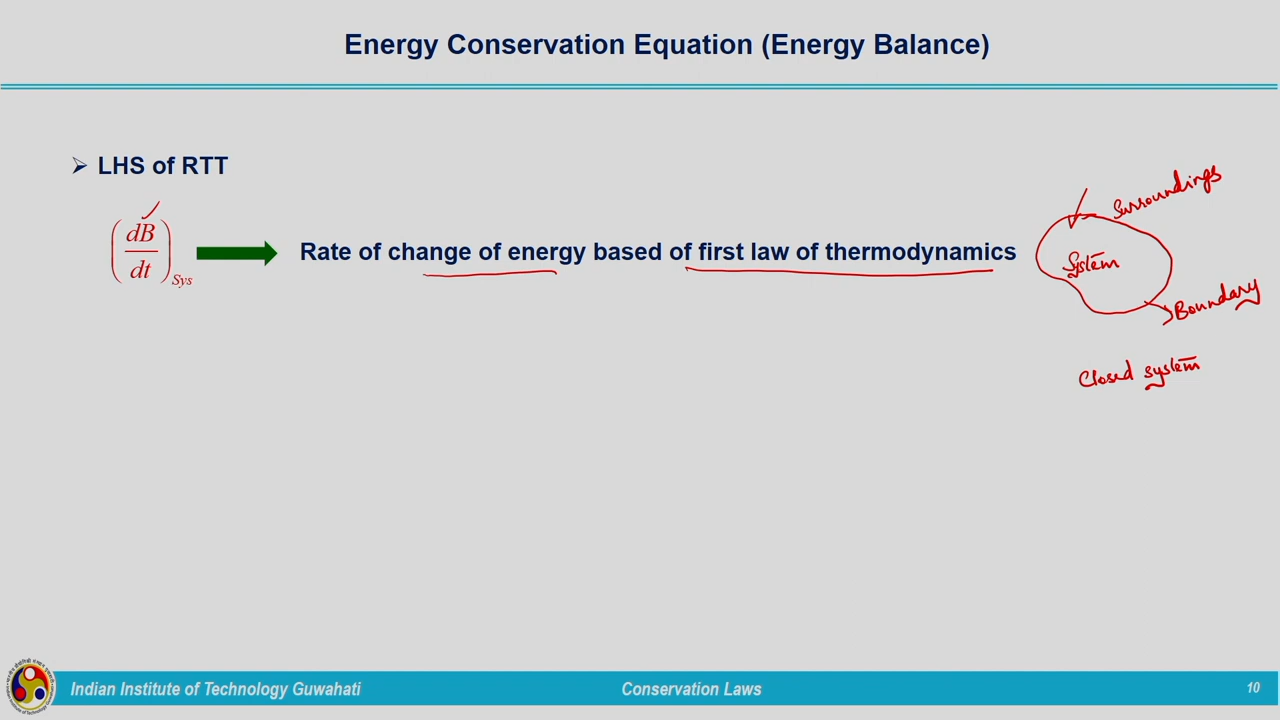 Energy Conservation Equation (Energy Balance)
➢ LHS of RTT
(dB/dt)Sys
Rate of change of energy based of first law of thermodynamics
Surroundings
System
Boundary
Closed system
Indian Institute of Technology Guwahati
Conservation Laws
10